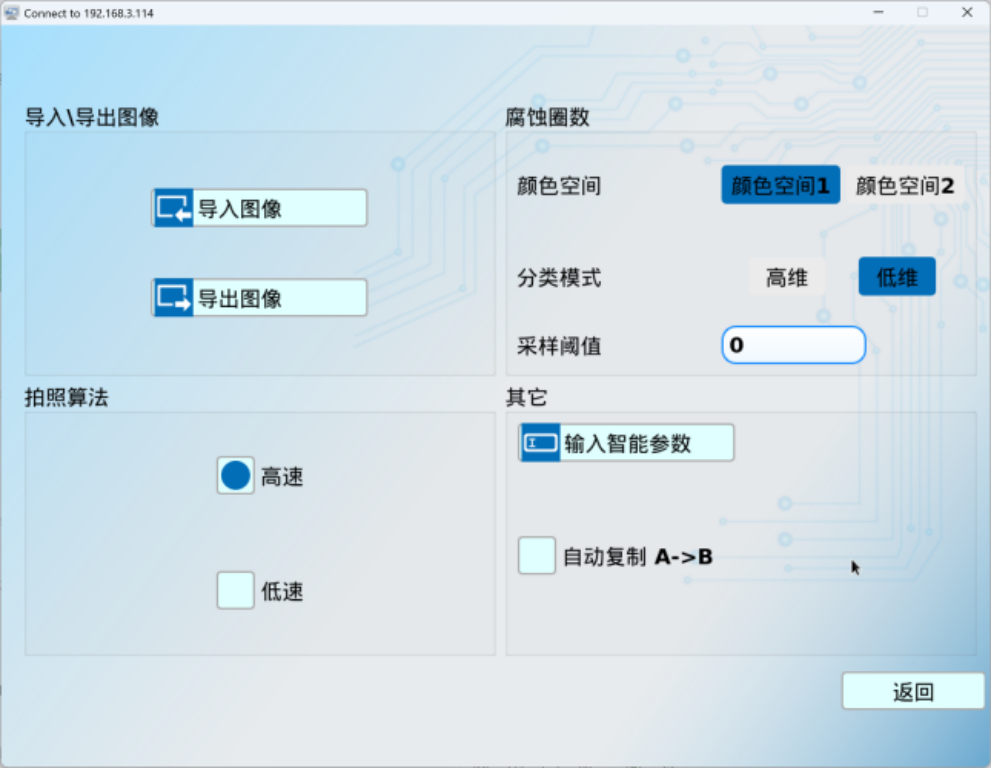 Connect to 192.168.3.114
导入\导出图像
导入图像
导出图像
腐蚀圈数
颜色空间 颜色空间1 颜色空间2
分类模式 高维 低维
采样阈值 0
拍照算法
高速
低速
其它
输入智能参数
自动复制 A->B
返回